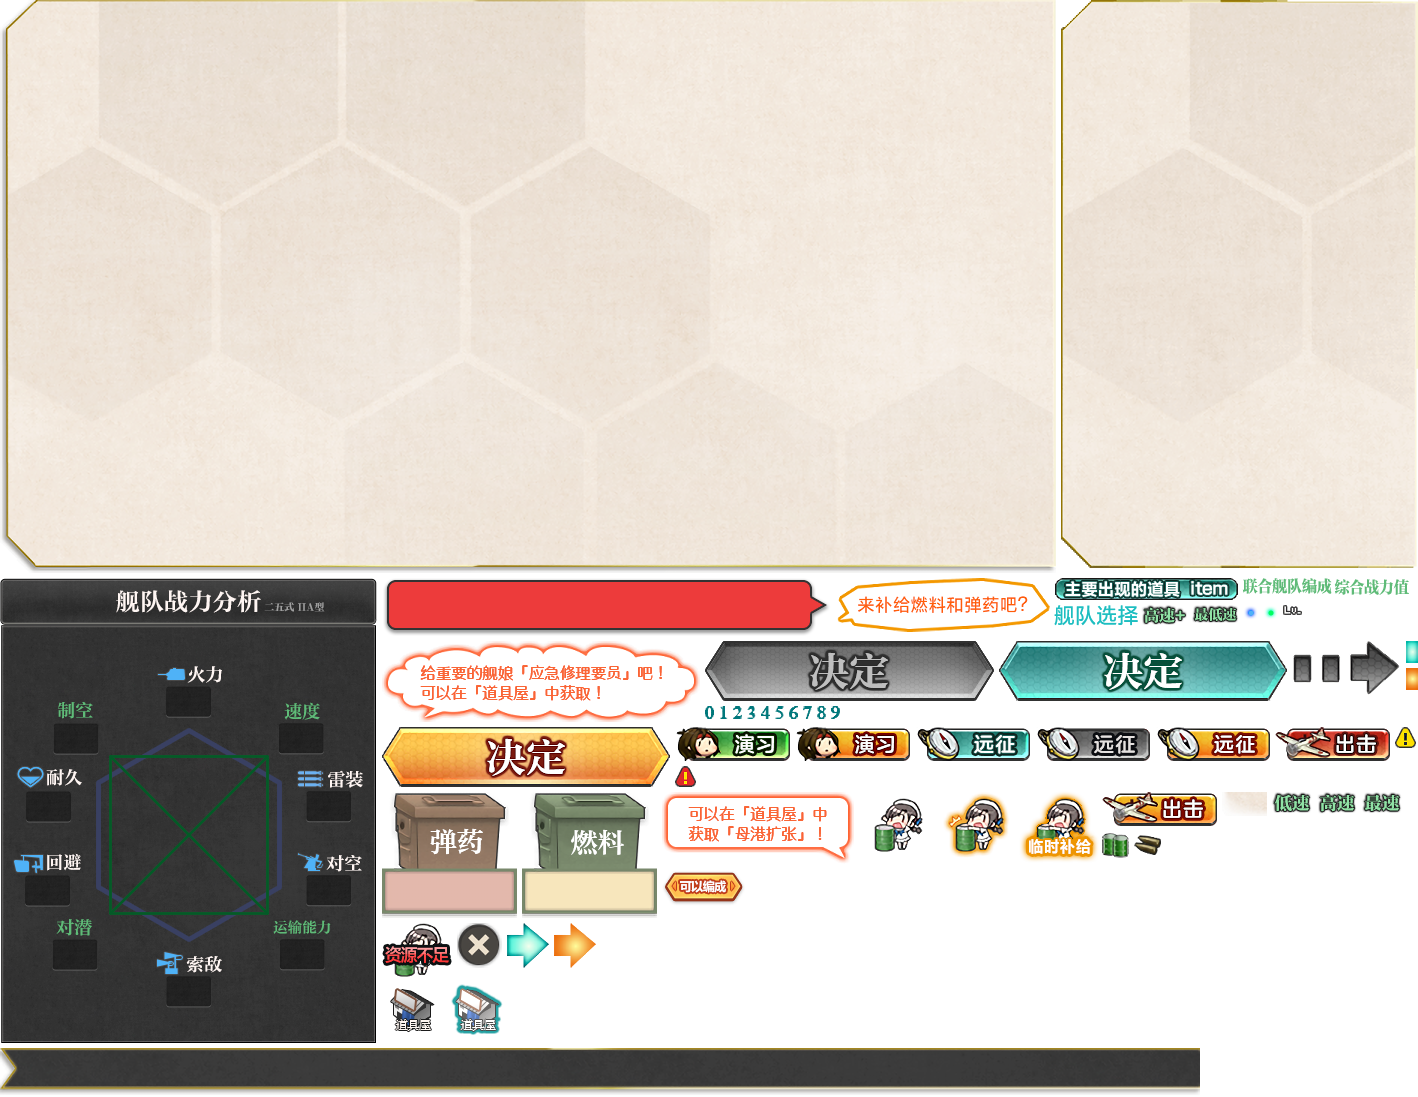 舰队战力分析 二五式 IIA型
火力
制空
速度
耐久
雷装
回避
对空
对潜
运输能力
索敌
来补给燃料和弹药吧?
主要出现的道具 item
联合舰队编成 综合战力值
舰队选择
高速+ 最低速
Lv.
给重要的舰娘「应急修理要员」吧！
可以在「道具屋」中获取！
决定
决定
0123456789
决定
演习
演习
远征
远征
远征
出击
弹药
燃料
可以在「道具屋」中
获取「母港扩张」！
临时补给
出击
低速 高速 最速
可以编成
资源不足
道具屋
道具屋